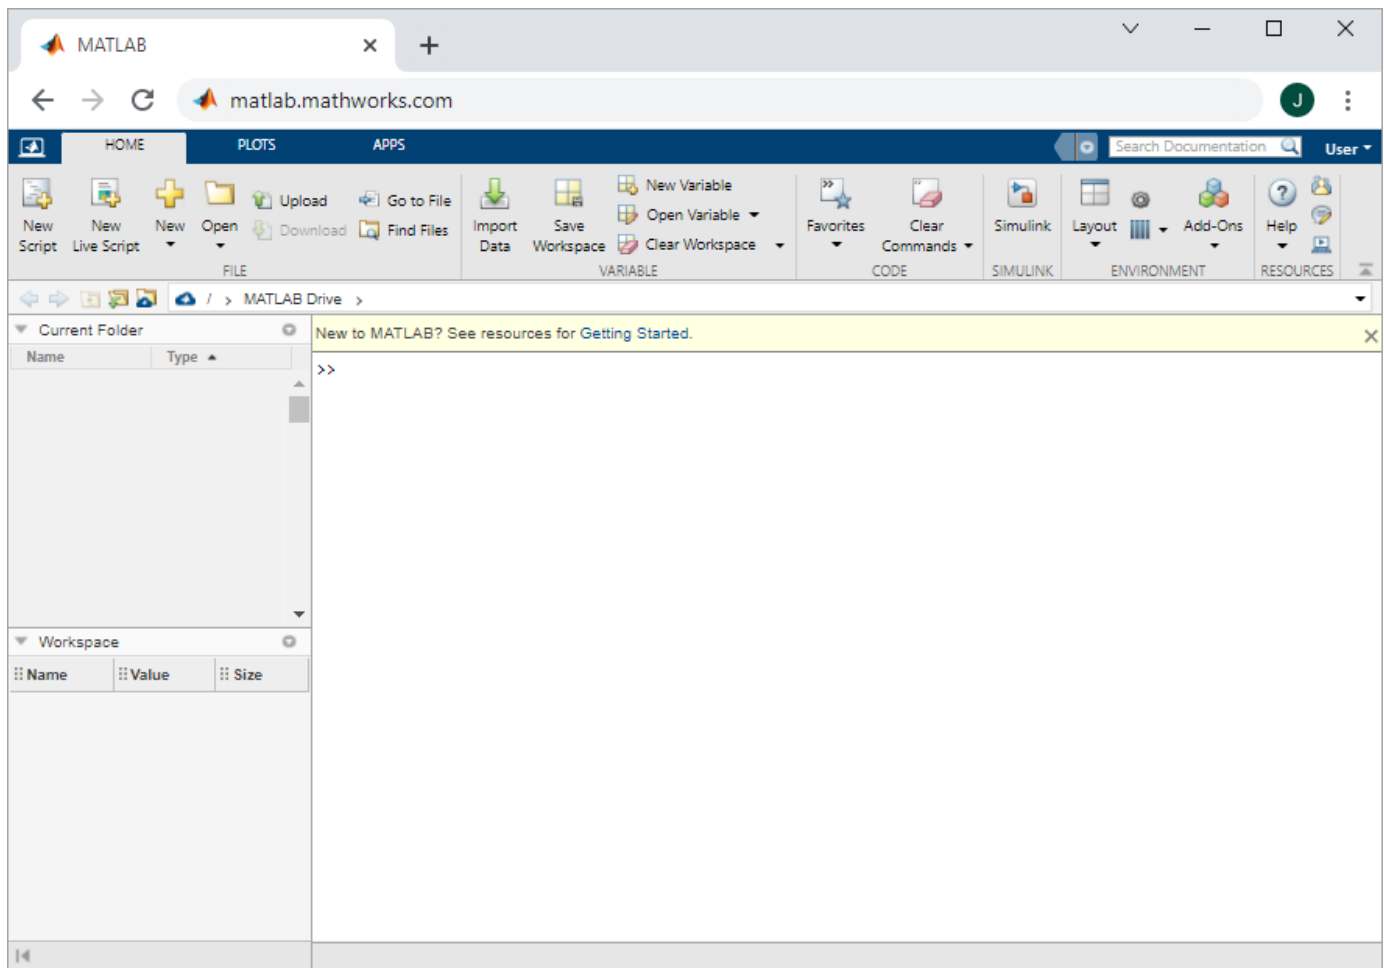 MATLAB
matlab.mathworks.com
J
HOME PLOTS APPS
Search Documentation
User
New Script
New Live Script
New
Open
Upload
Download
Go to File
Find Files
FILE
Import Data
Save Workspace
New Variable
Open Variable
Clear Workspace
VARIABLE
Favorites
Clear Commands
CODE
Simulink
SIMULINK
Layout
Add-Ons
ENVIRONMENT
Help
RESOURCES
/ > MATLAB Drive >
Current Folder
Name Type
New to MATLAB? See resources for Getting Started.
>>
Workspace
Name Value Size